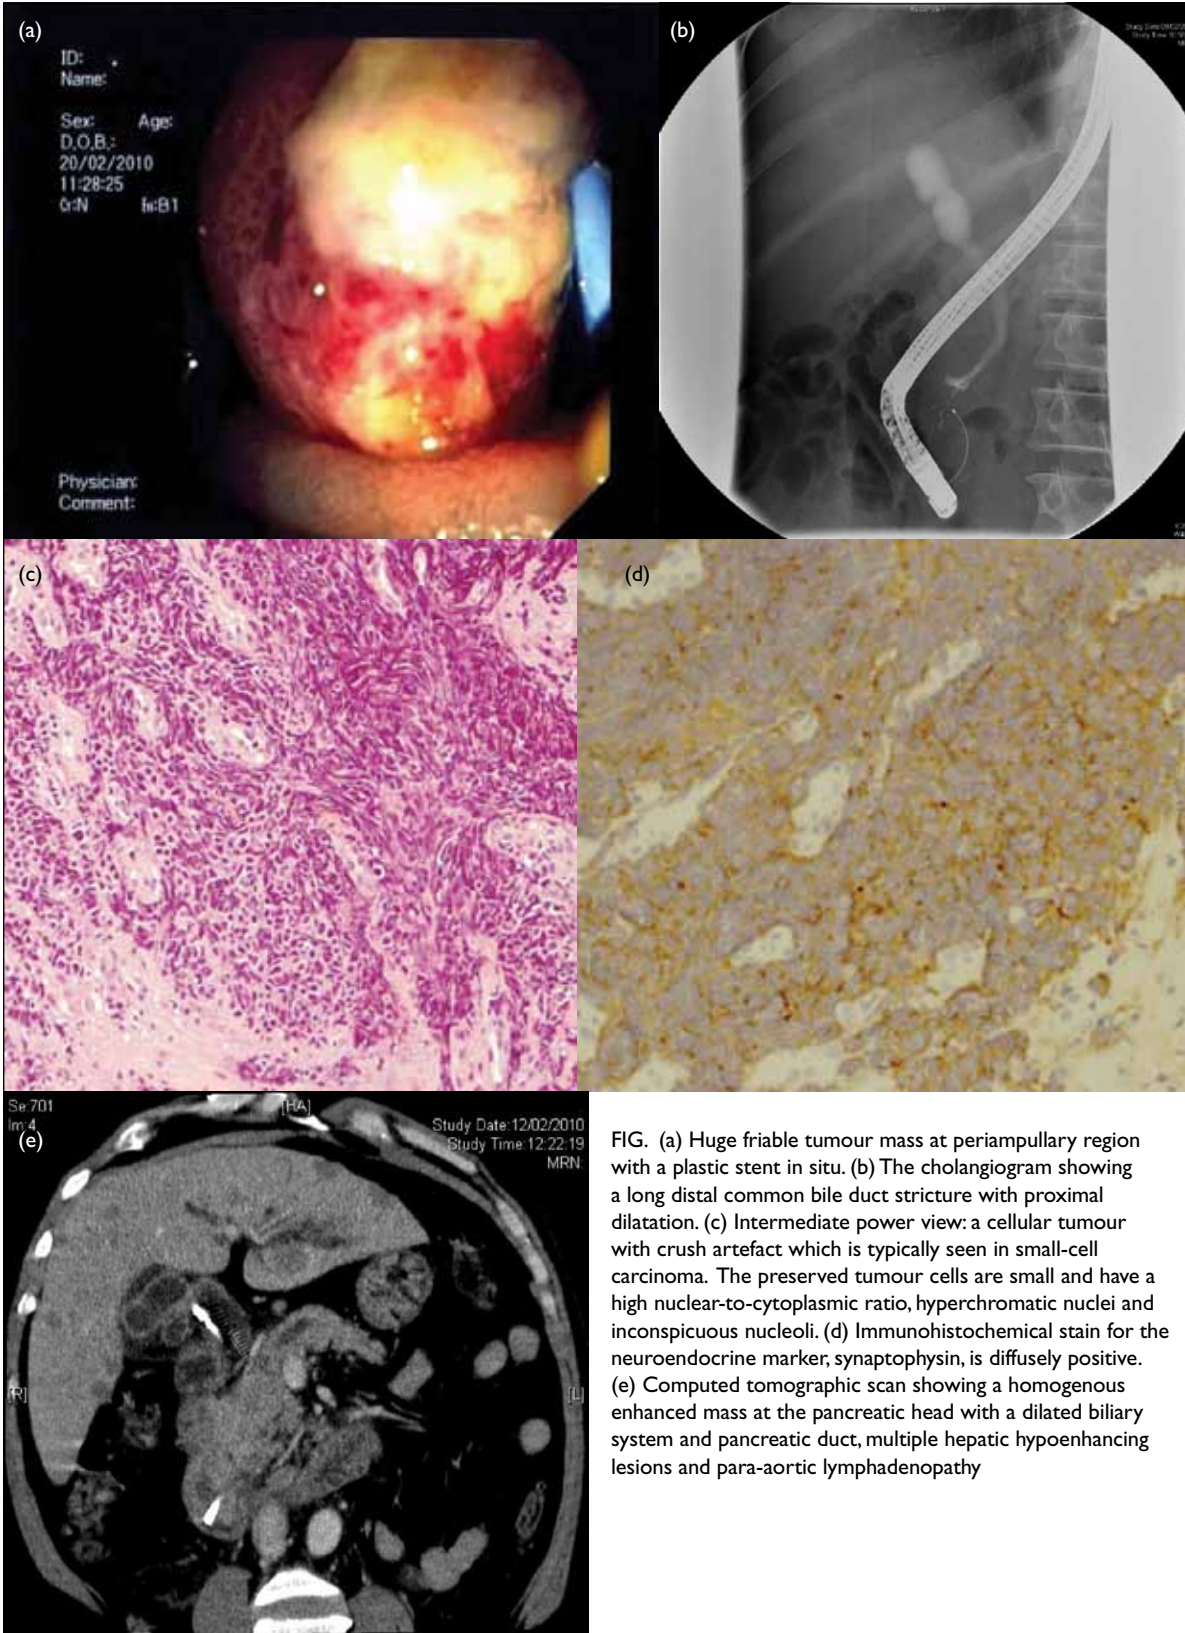 (a)
ID:
Name:
Sex: Age:
D.O.B.:
20/02/2010
11:28:25
Physician:
Comment:
(b)
(c)
(d)
Se:701
Im:4
(e)
[HA]
Study Date:12/02/2010
Study Time:12:22:19
MRN:
[R]
[L]
FIG. (a) Huge friable tumour mass at periampullary region
with a plastic stent in situ. (b) The cholangiogram showing
a long distal common bile duct stricture with proximal
dilatation. (c) Intermediate power view: a cellular tumour
with crush artefact which is typically seen in small-cell
carcinoma. The preserved tumour cells are small and have a
high nuclear-to-cytoplasmic ratio, hyperchromatic nuclei and
inconspicuous nucleoli. (d) Immunohistochemical stain for the
neuroendocrine marker, synaptophysin, is diffusely positive.
(e) Computed tomographic scan showing a homogenous
enhanced mass at the pancreatic head with a dilated biliary
system and pancreatic duct, multiple hepatic hypoenhancing
lesions and para-aortic lymphadenopathy